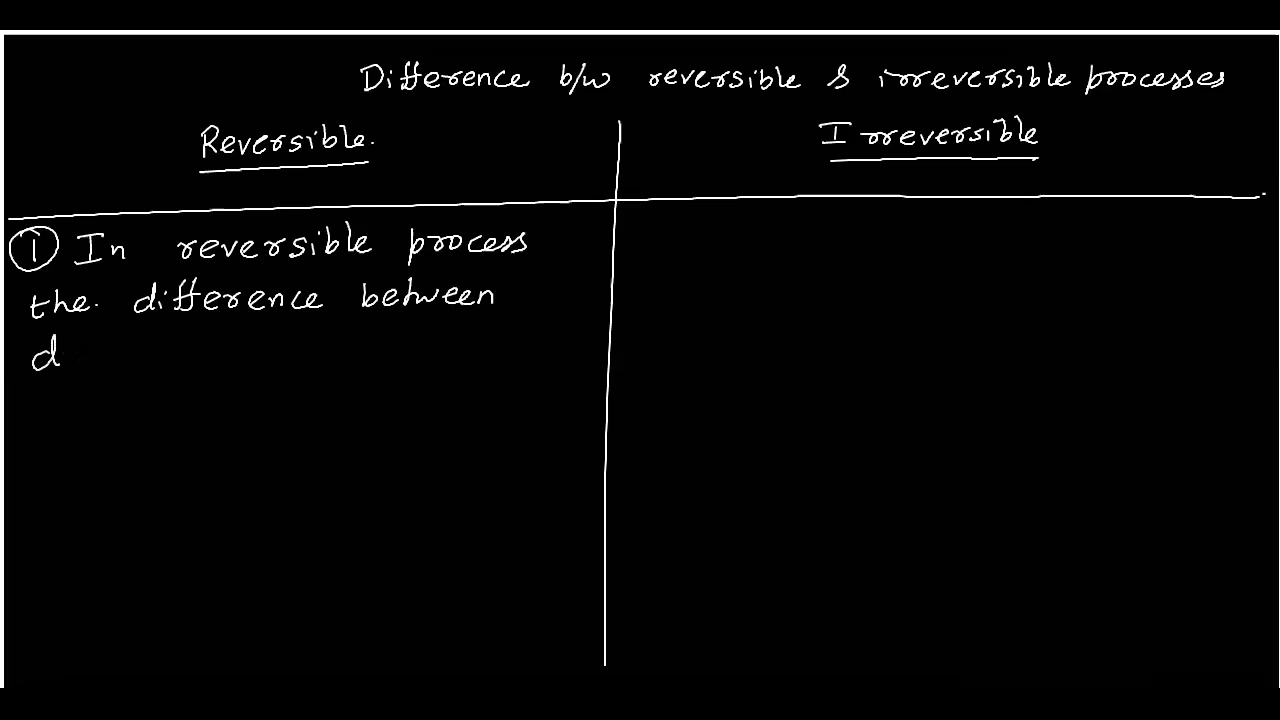 Difference b/w reversible & irreversible processes
Reversible.
Irreversible
① In reversible process
the. difference between
d